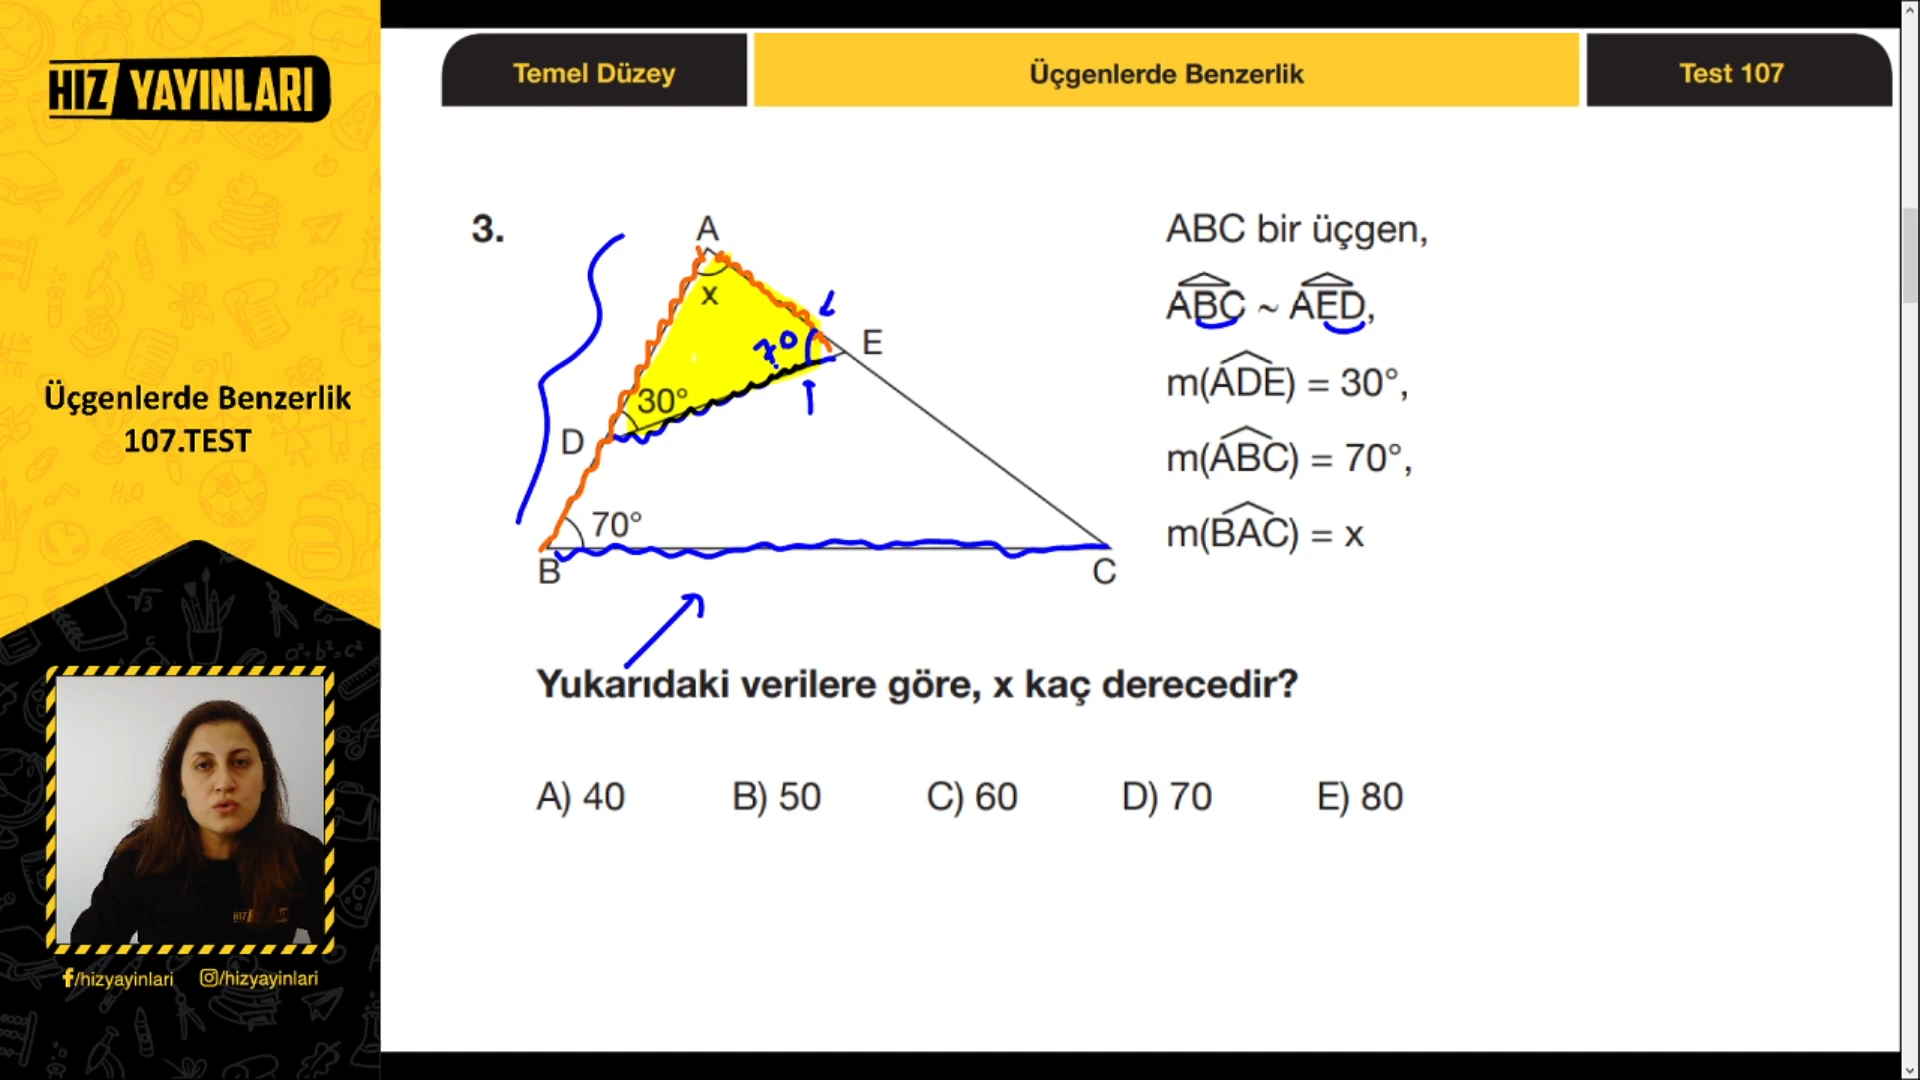 HIZ YAYINLARI
Üçgenlerde Benzerlik
107.TEST
/hizyayinlari /hizyayinlari
Temel Düzey
Üçgenlerde Benzerlik
Test 107
3.
A
x
E
70
30°
D
70°
B
C
ABC bir üçgen,
ABC ~ AED,
m(ADE) = 30°,
m(ABC) = 70°,
m(BAC) = x
Yukarıdaki verilere göre, x kaç derecedir?
A) 40 B) 50 C) 60 D) 70 E) 80